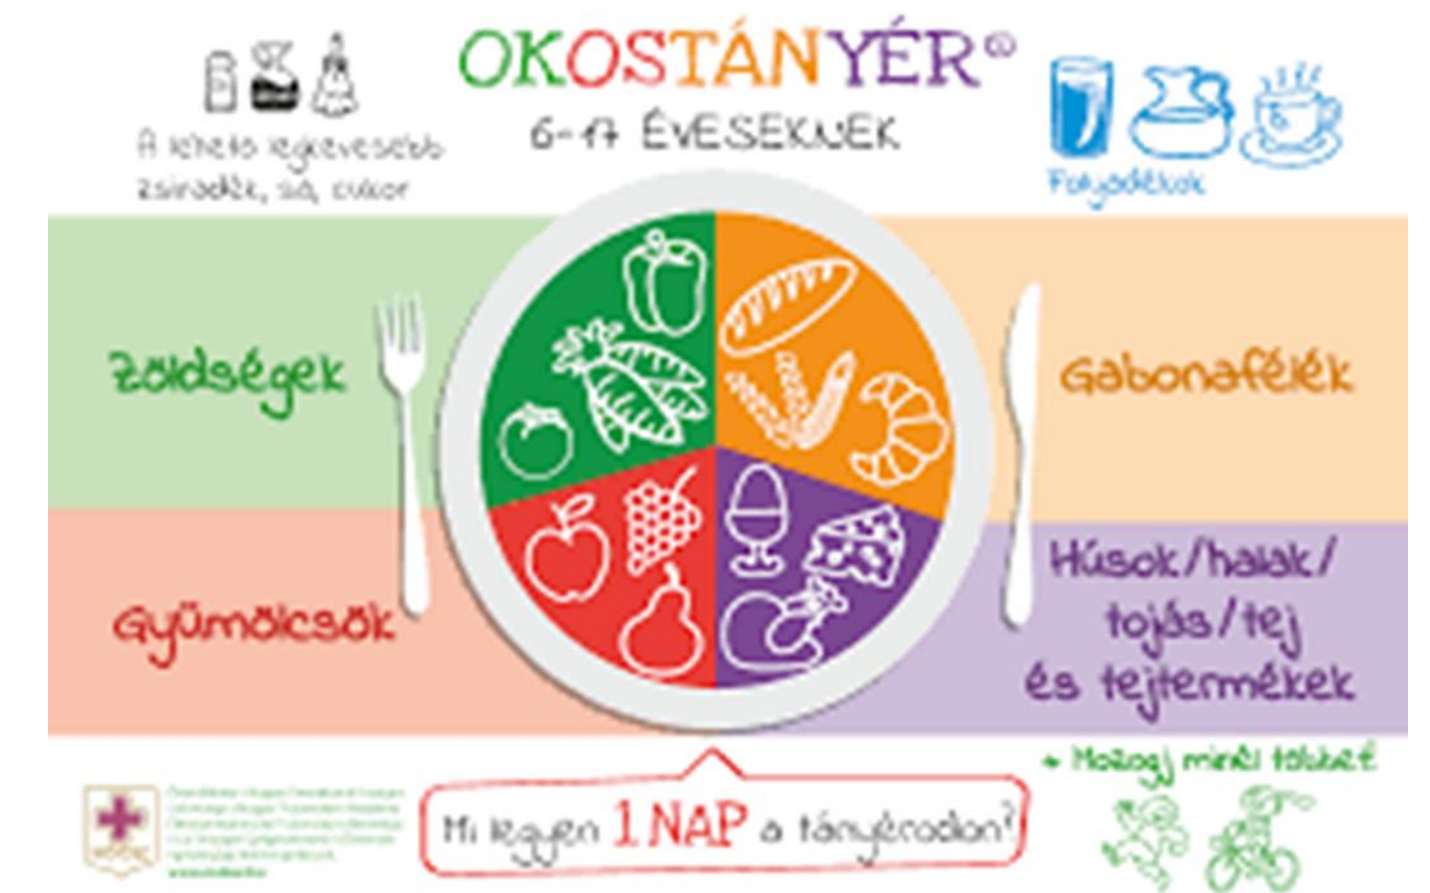 OKOSTÁNYÉR®
6-17 ÉVESEKNEK
A lehető legkevesebb
zsiradék, só, cukor
Folyadékok
Zöldségek
Gabonafélék
Gyümölcsök
Húsok/halak/
tojás/tej
és tejtermékek
Mi legyen 1 NAP a tányérodon?
+ Mozogj minél többet!